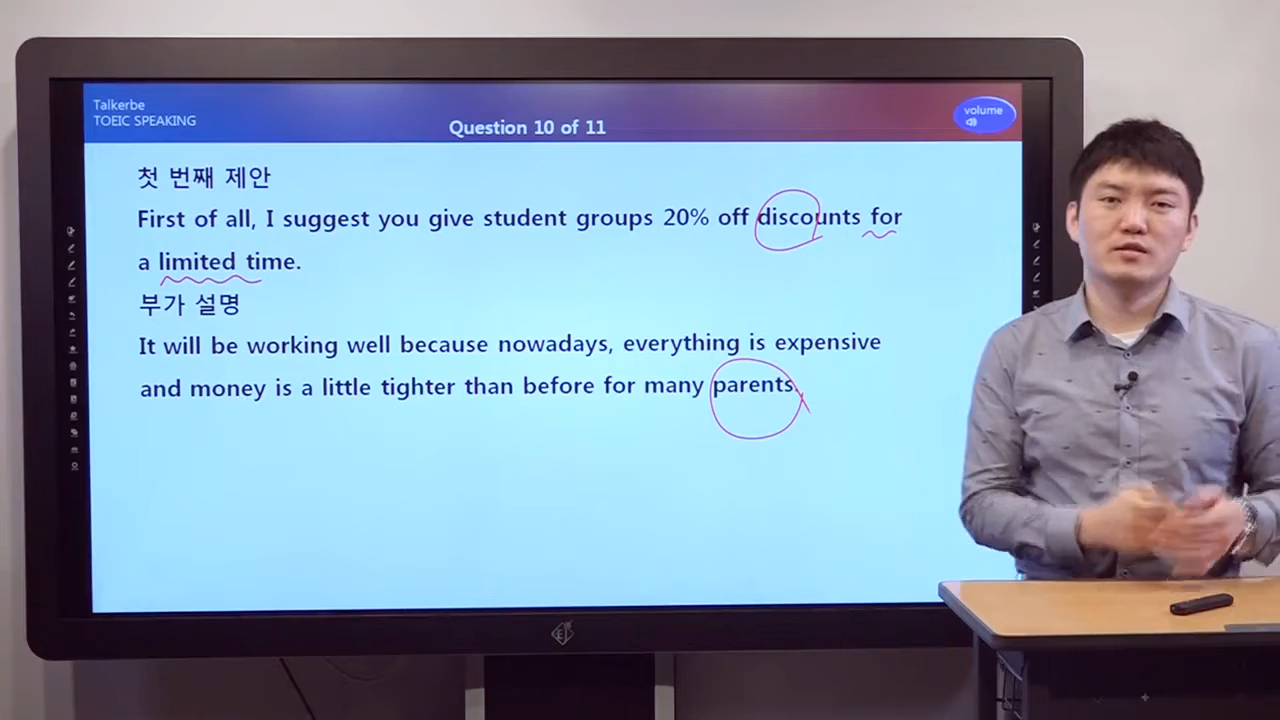 Talkerbe
TOEIC SPEAKING
Question 10 of 11
volume
첫 번째 제안
First of all, I suggest you give student groups 20% off discounts for
a limited time.
부가 설명
It will be working well because nowadays, everything is expensive
and money is a little tighter than before for many parents.